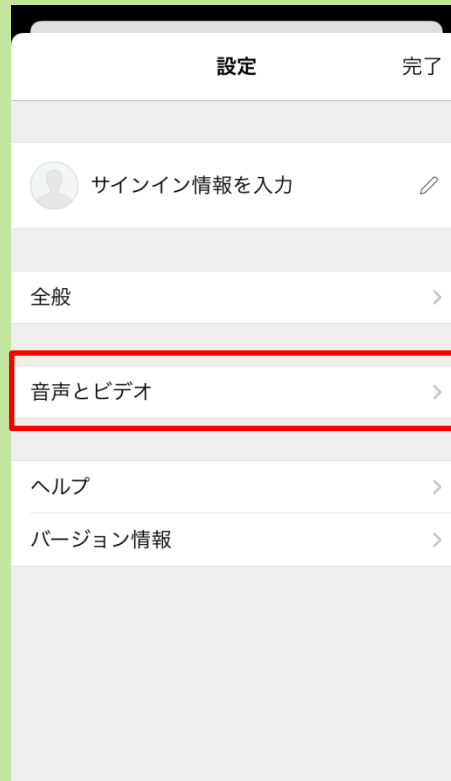 設定
完了
サインイン情報を入力
全般
音声とビデオ
ヘルプ
バージョン情報